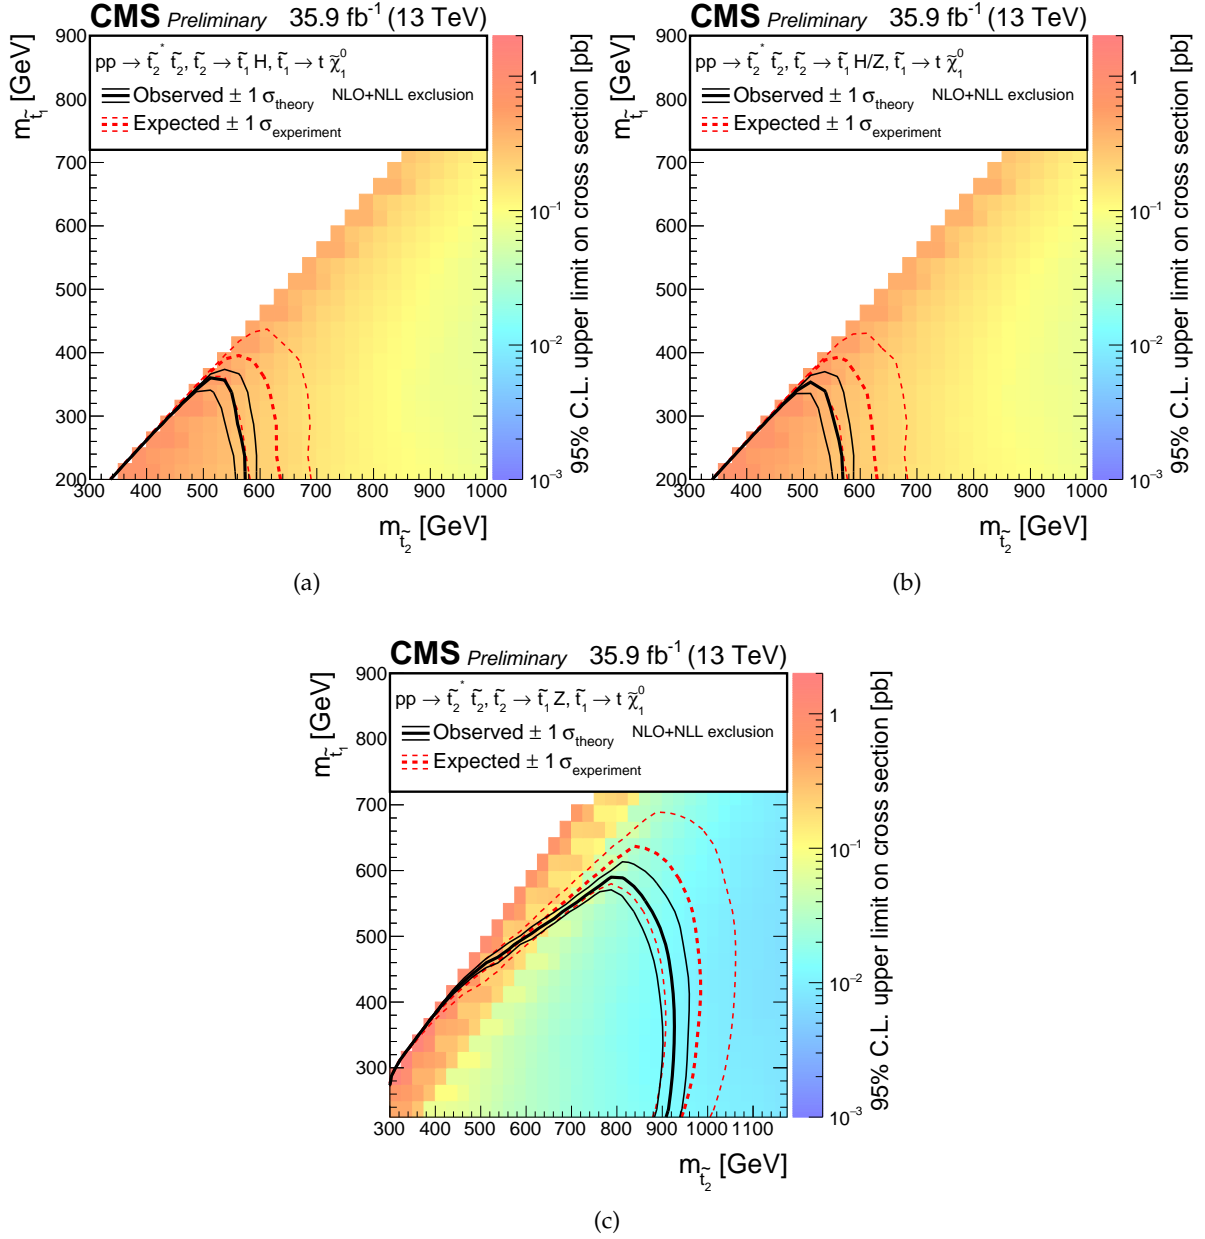 CMS Preliminary 35.9 fb⁻¹ (13 TeV)
pp → t̃₂* t̃₂, t̃₂ → t̃₁ H, t̃₁ → t χ̃₁⁰
Observed ± 1 σtheory NLO+NLL exclusion
Expected ± 1 σexperiment
900
800
700
600
500
400
300
200
m t̃₁ [GeV]
300 400 500 600 700 800 900 1000
m t̃₂ [GeV]
1
10⁻¹
10⁻²
10⁻³
95% C.L. upper limit on cross section [pb]
(a)
CMS Preliminary 35.9 fb⁻¹ (13 TeV)
pp → t̃₂* t̃₂, t̃₂ → t̃₁ H/Z, t̃₁ → t χ̃₁⁰
Observed ± 1 σtheory NLO+NLL exclusion
Expected ± 1 σexperiment
900
800
700
600
500
400
300
200
m t̃₁ [GeV]
300 400 500 600 700 800 900 1000
m t̃₂ [GeV]
1
10⁻¹
10⁻²
10⁻³
95% C.L. upper limit on cross section [pb]
(b)
CMS Preliminary 35.9 fb⁻¹ (13 TeV)
pp → t̃₂* t̃₂, t̃₂ → t̃₁ Z, t̃₁ → t χ̃₁⁰
Observed ± 1 σtheory NLO+NLL exclusion
Expected ± 1 σexperiment
900
800
700
600
500
400
300
m t̃₁ [GeV]
300 400 500 600 700 800 900 1000 1100
m t̃₂ [GeV]
1
10⁻¹
10⁻²
10⁻³
95% C.L. upper limit on cross section [pb]
(c)